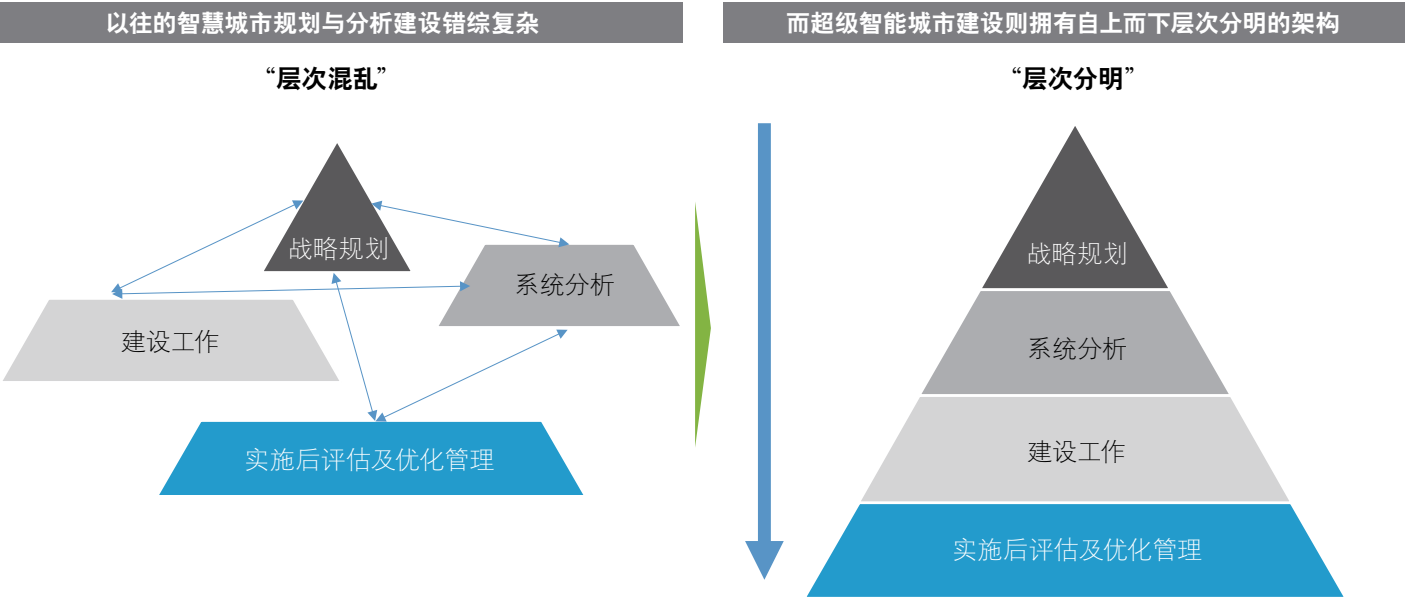 以往的智慧城市规划与分析建设错综复杂
“层次混乱”
战略规划
系统分析
建设工作
实施后评估及优化管理
而超级智能城市建设则拥有自上而下层次分明的架构
“层次分明”
战略规划
系统分析
建设工作
实施后评估及优化管理